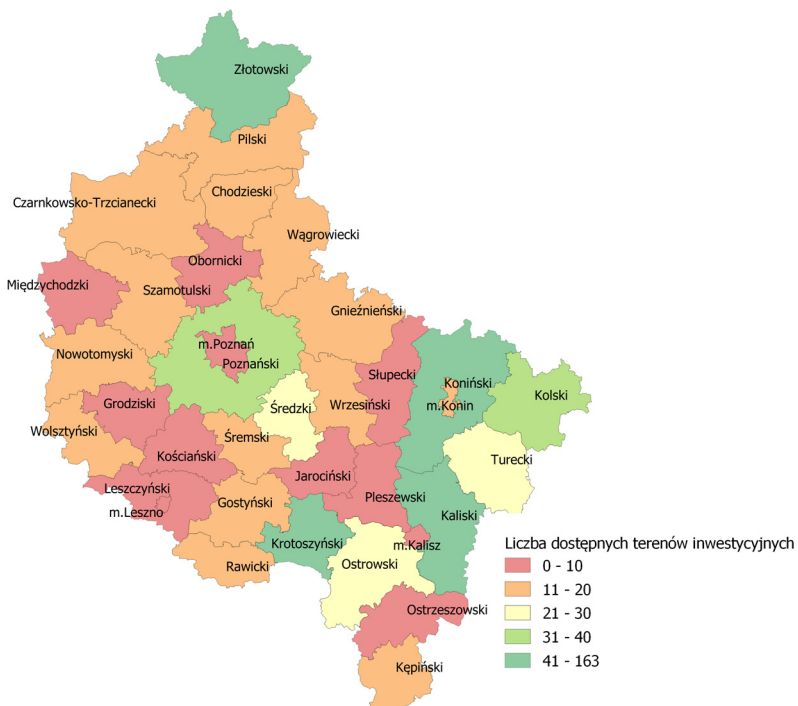 Złotowski
Pilski
Chodzieski
Czarnkowsko-Trzcianecki
Wągrowiecki
Obornicki
Międzychodzki
Szamotulski
Gnieźnieński
m.Poznań
Nowotomyski
Poznański
Słupecki
Koniński
Kolski
Grodziski
Średzki
Wrzesiński
m.Konin
Wolsztyński
Śremski
Kościański
Turecki
Jarociński
Leszczyński
Pleszewski
Gostyński
m.Leszno
Kaliski
Krotoszyński
m.Kalisz
Rawicki
Ostrowski
Ostrzeszowski
Kępiński
Liczba dostępnych terenów inwestycyjnych
0 - 10
11 - 20
21 - 30
31 - 40
41 - 163